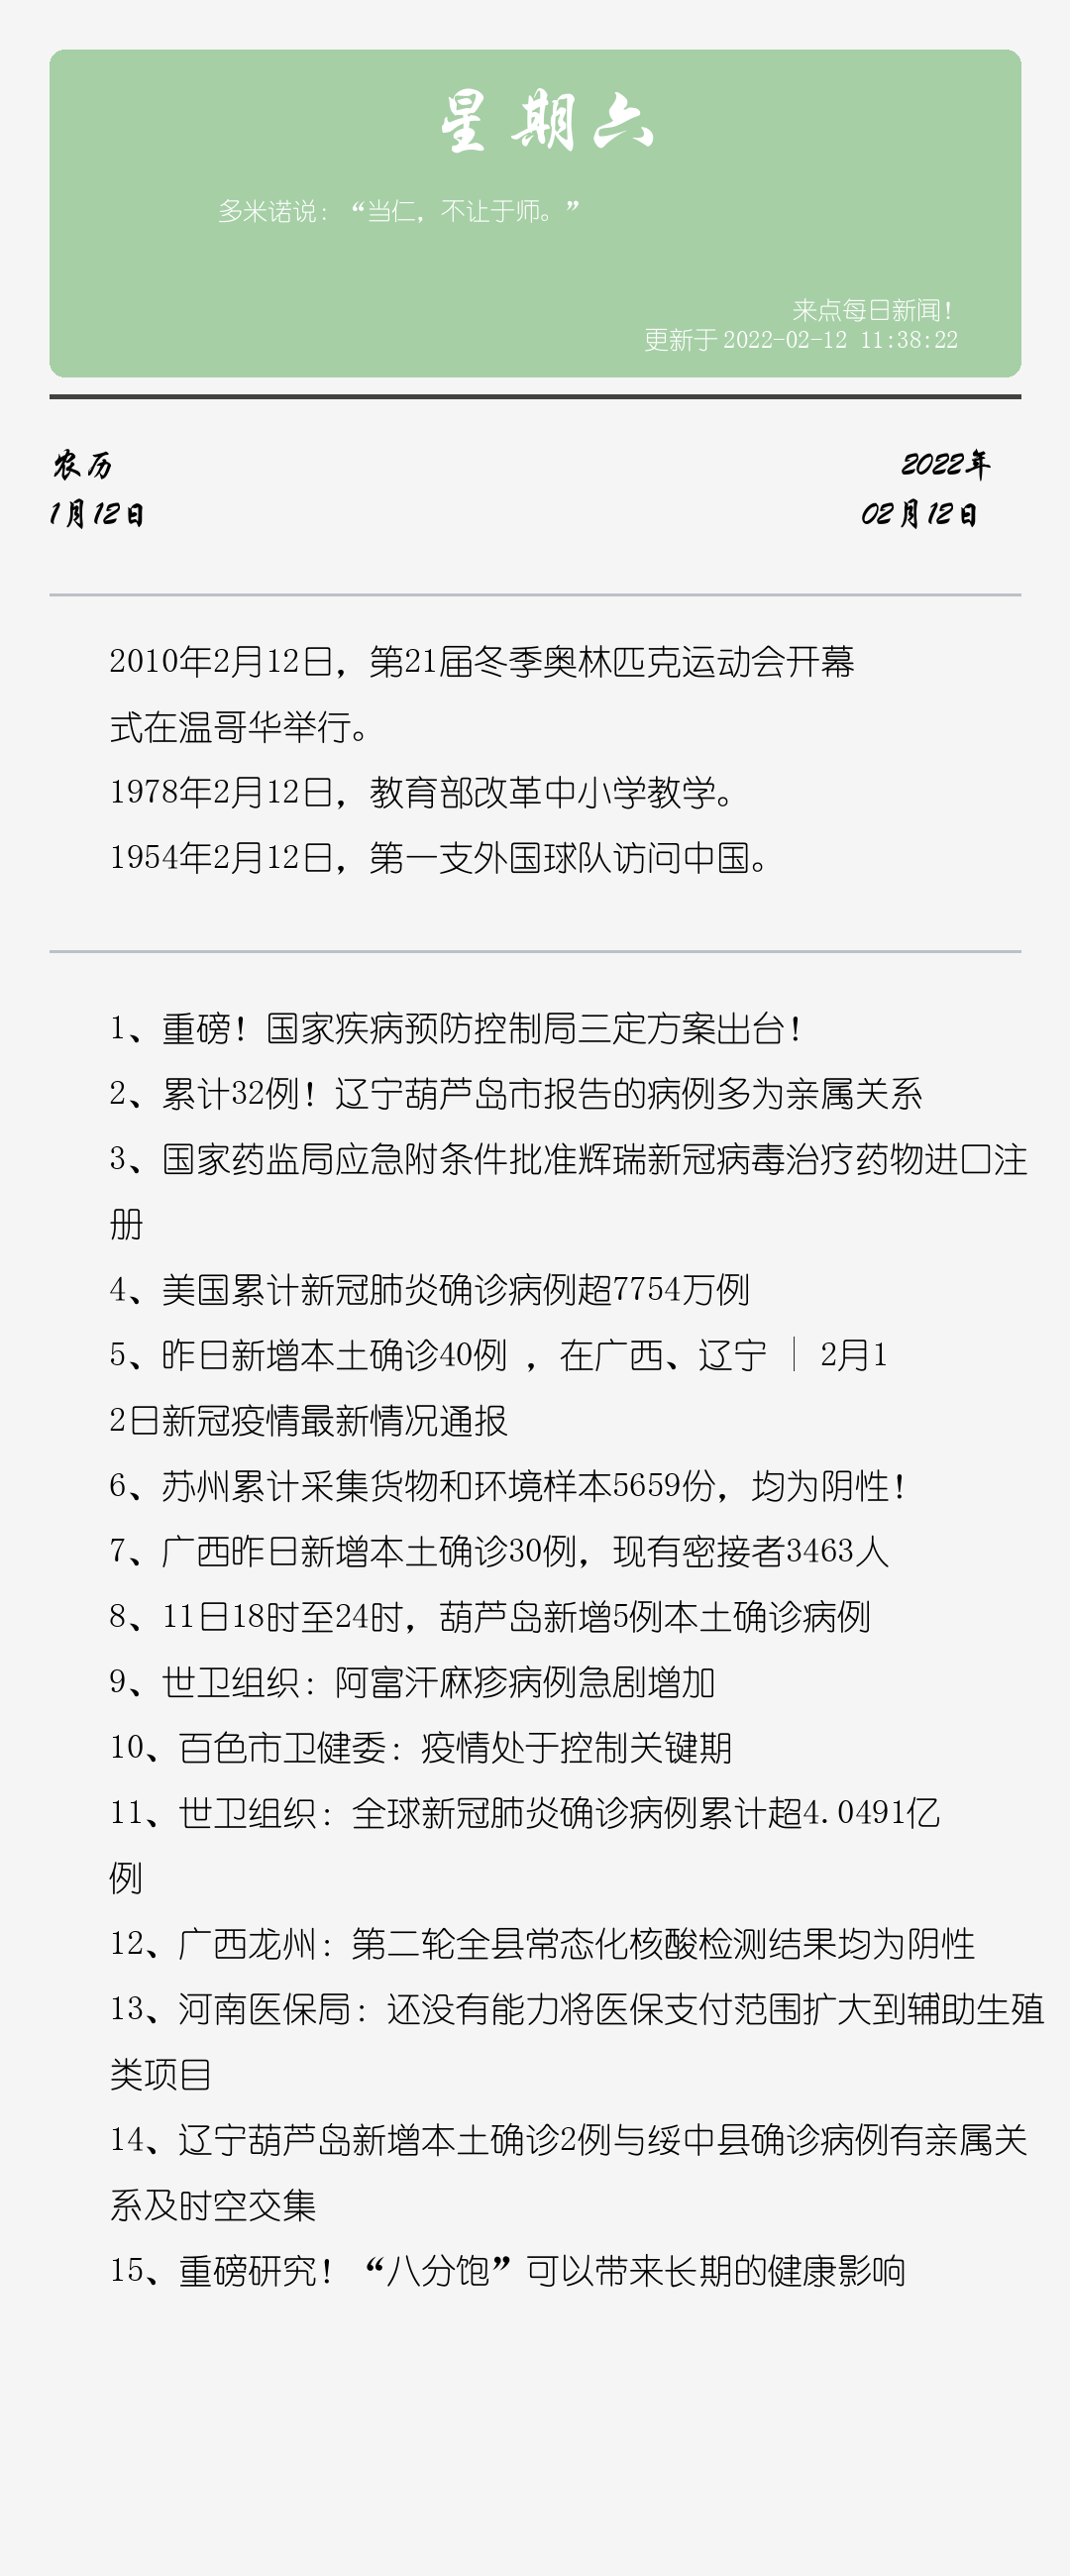 星期六
多米诺说：“当仁，不让于师。”
来点每日新闻！
更新于 2022-02-12 11:38:22
农历
2022年
1月12日
02月12日
2010年2月12日，第21届冬季奥林匹克运动会开幕
式在温哥华举行。
1978年2月12日，教育部改革中小学教学。
1954年2月12日，第一支外国球队访问中国。
1、重磅！国家疾病预防控制局三定方案出台！
2、累计32例！辽宁葫芦岛市报告的病例多为亲属关系
3、国家药监局应急附条件批准辉瑞新冠病毒治疗药物进口注
册
4、美国累计新冠肺炎确诊病例超7754万例
5、昨日新增本土确诊40例 ，在广西、辽宁 ｜ 2月1
2日新冠疫情最新情况通报
6、苏州累计采集货物和环境样本5659份，均为阴性！
7、广西昨日新增本土确诊30例，现有密接者3463人
8、11日18时至24时，葫芦岛新增5例本土确诊病例
9、世卫组织：阿富汗麻疹病例急剧增加
10、百色市卫健委：疫情处于控制关键期
11、世卫组织：全球新冠肺炎确诊病例累计超4.0491亿
例
12、广西龙州：第二轮全县常态化核酸检测结果均为阴性
13、河南医保局：还没有能力将医保支付范围扩大到辅助生殖
类项目
14、辽宁葫芦岛新增本土确诊2例与绥中县确诊病例有亲属关
系及时空交集
15、重磅研究！“八分饱”可以带来长期的健康影响